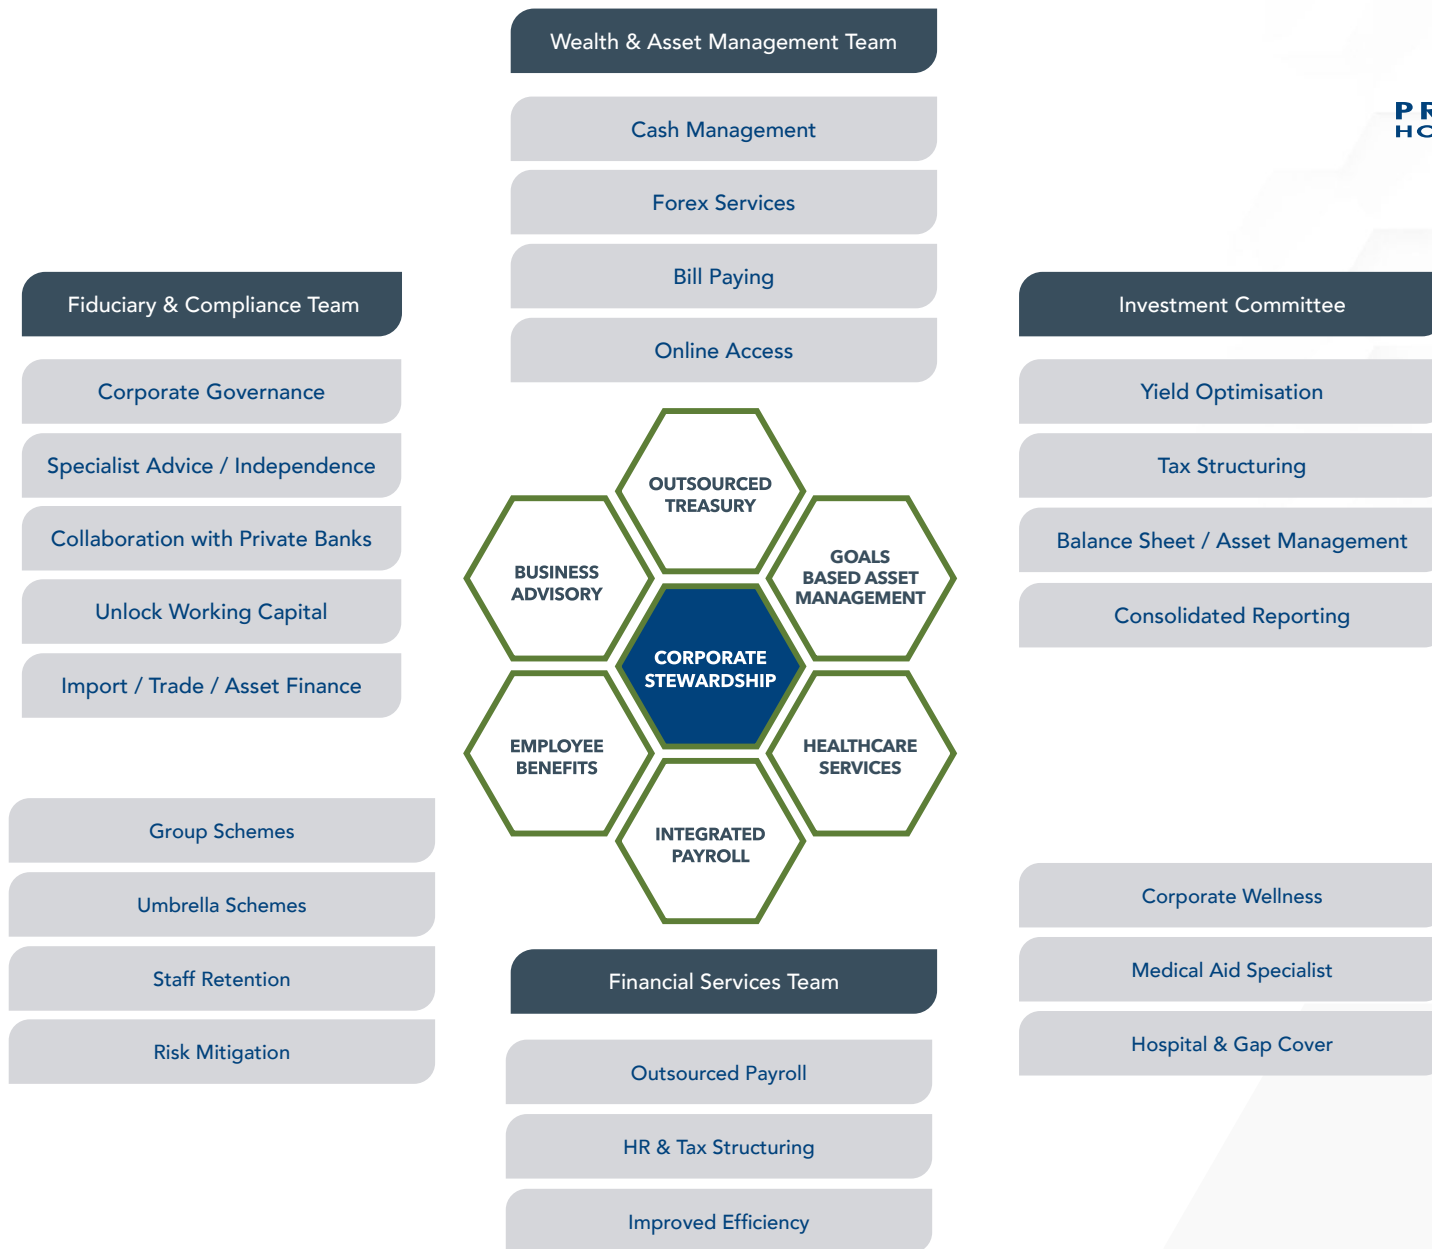 Wealth & Asset Management Team
Cash Management
Forex Services
Bill Paying
Online Access
Fiduciary & Compliance Team
Corporate Governance
Specialist Advice / Independence
Collaboration with Private Banks
Unlock Working Capital
Import / Trade / Asset Finance
Investment Committee
Yield Optimisation
Tax Structuring
Balance Sheet / Asset Management
Consolidated Reporting
OUTSOURCED
TREASURY
BUSINESS
ADVISORY
GOALS
BASED ASSET
MANAGEMENT
CORPORATE
STEWARDSHIP
EMPLOYEE
BENEFITS
HEALTHCARE
SERVICES
INTEGRATED
PAYROLL
Group Schemes
Umbrella Schemes
Staff Retention
Risk Mitigation
Financial Services Team
Outsourced Payroll
HR & Tax Structuring
Improved Efficiency
Corporate Wellness
Medical Aid Specialist
Hospital & Gap Cover